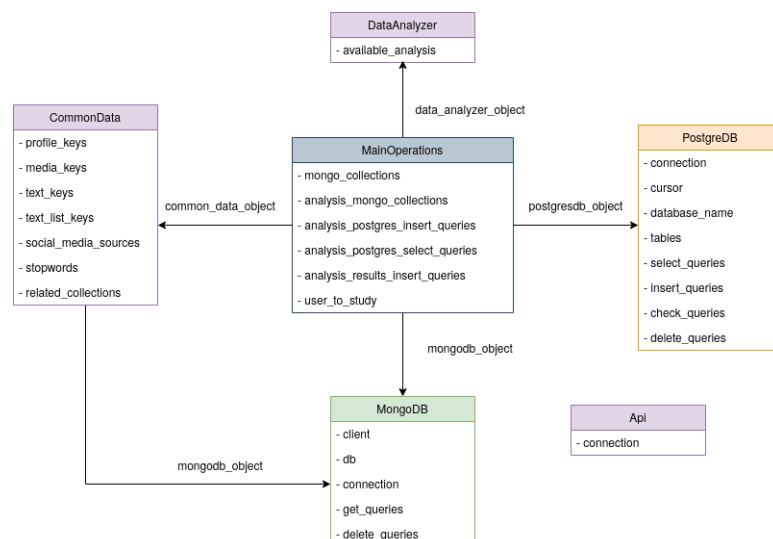 DataAnalyzer
- available_analysis
data_analyzer_object
CommonData
- profile_keys
- media_keys
- text_keys
- text_list_keys
- social_media_sources
- stopwords
- related_collections
common_data_object
MainOperations
- mongo_collections
- analysis_mongo_collections
- analysis_postgres_insert_queries
- analysis_postgres_select_queries
- analysis_results_insert_queries
- user_to_study
postgresdb_object
PostgreDB
- connection
- cursor
- database_name
- tables
- select_queries
- insert_queries
- check_queries
- delete_queries
mongodb_object
mongodb_object
MongoDB
- client
- db
- connection
- get_queries
- delete_queries
Api
- connection